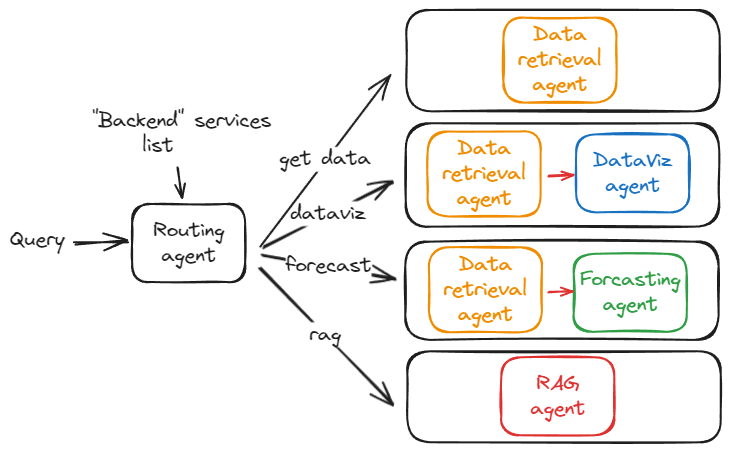 "Backend" services
list
Query
Routing
agent
get data
dataviz
forecast
rag
Data
retrieval
agent
Data
retrieval
agent
DataViz
agent
Data
retrieval
agent
Forcasting
agent
RAG
agent